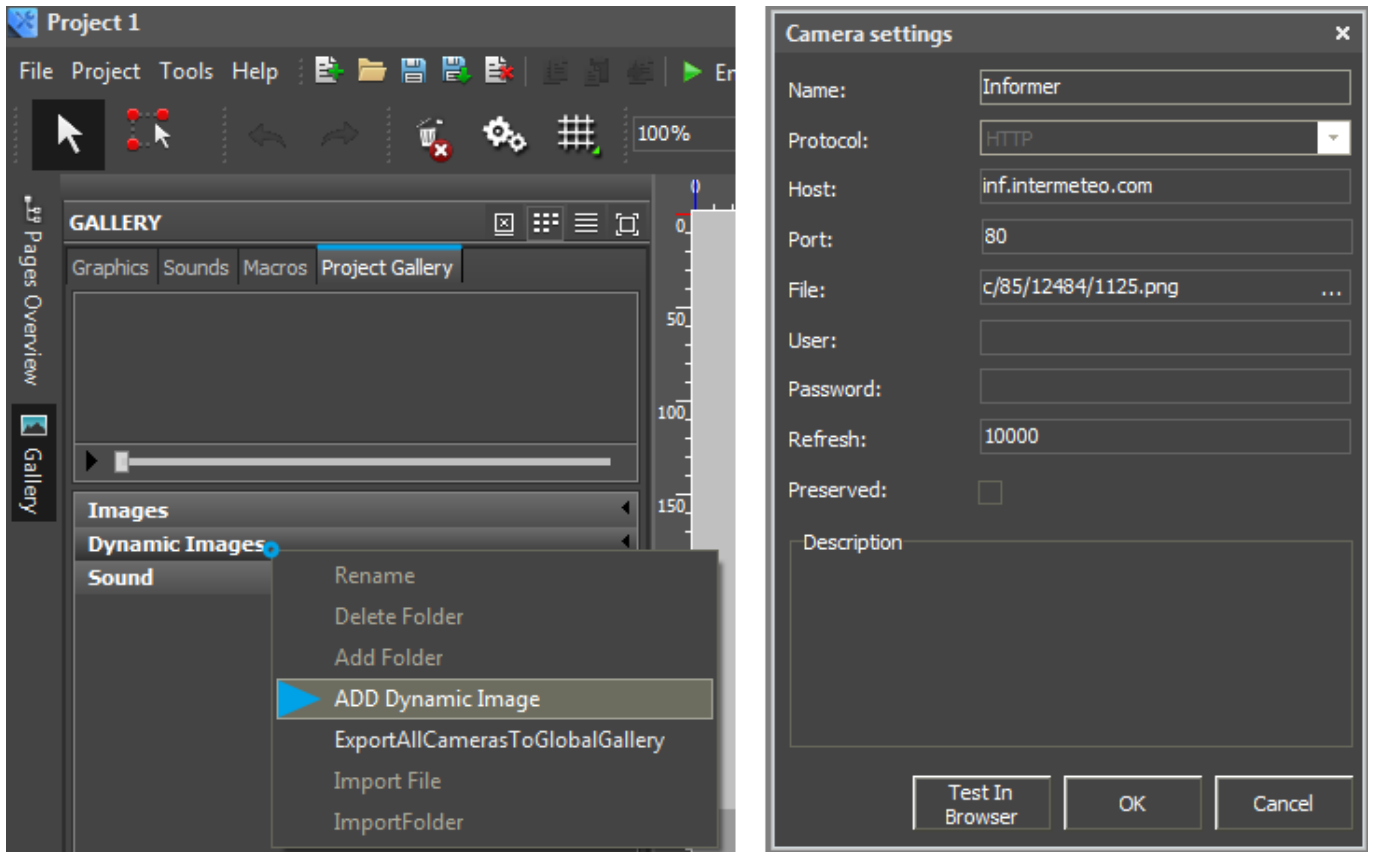 Project 1
File Project Tools Help
100%
0
GALLERY
0
Graphics Sounds Macros Project Gallery
Pages Overview
Gallery
50
100
150
Images
Dynamic Images
Sound
Rename
Delete Folder
Add Folder
ADD Dynamic Image
ExportAllCamerasToGlobalGallery
Import File
ImportFolder
Camera settings
Name: Informer
Protocol: HTTP
Host: inf.intermeteo.com
Port: 80
File: c/85/12484/1125.png ...
User:
Password:
Refresh: 10000
Preserved:
Description
Test In
Browser
OK
Cancel